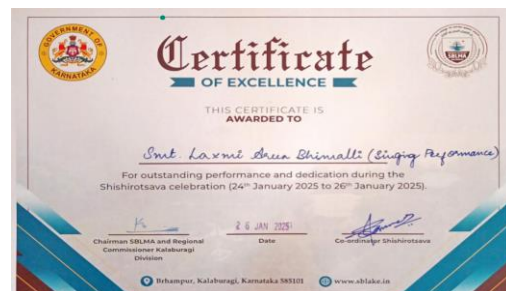 GOVERNMENT OF
KARNATAKA
SBLMA
Certificate
OF EXCELLENCE
THIS CERTIFICATE IS
AWARDED TO
Smt. Laxmi Arun Bhimalli (Singing Performance)
For outstanding performance and dedication during the
Shishirotsava celebration (24th January 2025 to 26th January 2025).
26 JAN 2025
Chairman SBLMA and Regional
Commissioner Kalaburagi
Division
Date
Co-ordinator Shishirotsava
Brhampur, Kalaburagi, Karnataka 585101
www.sblake.in